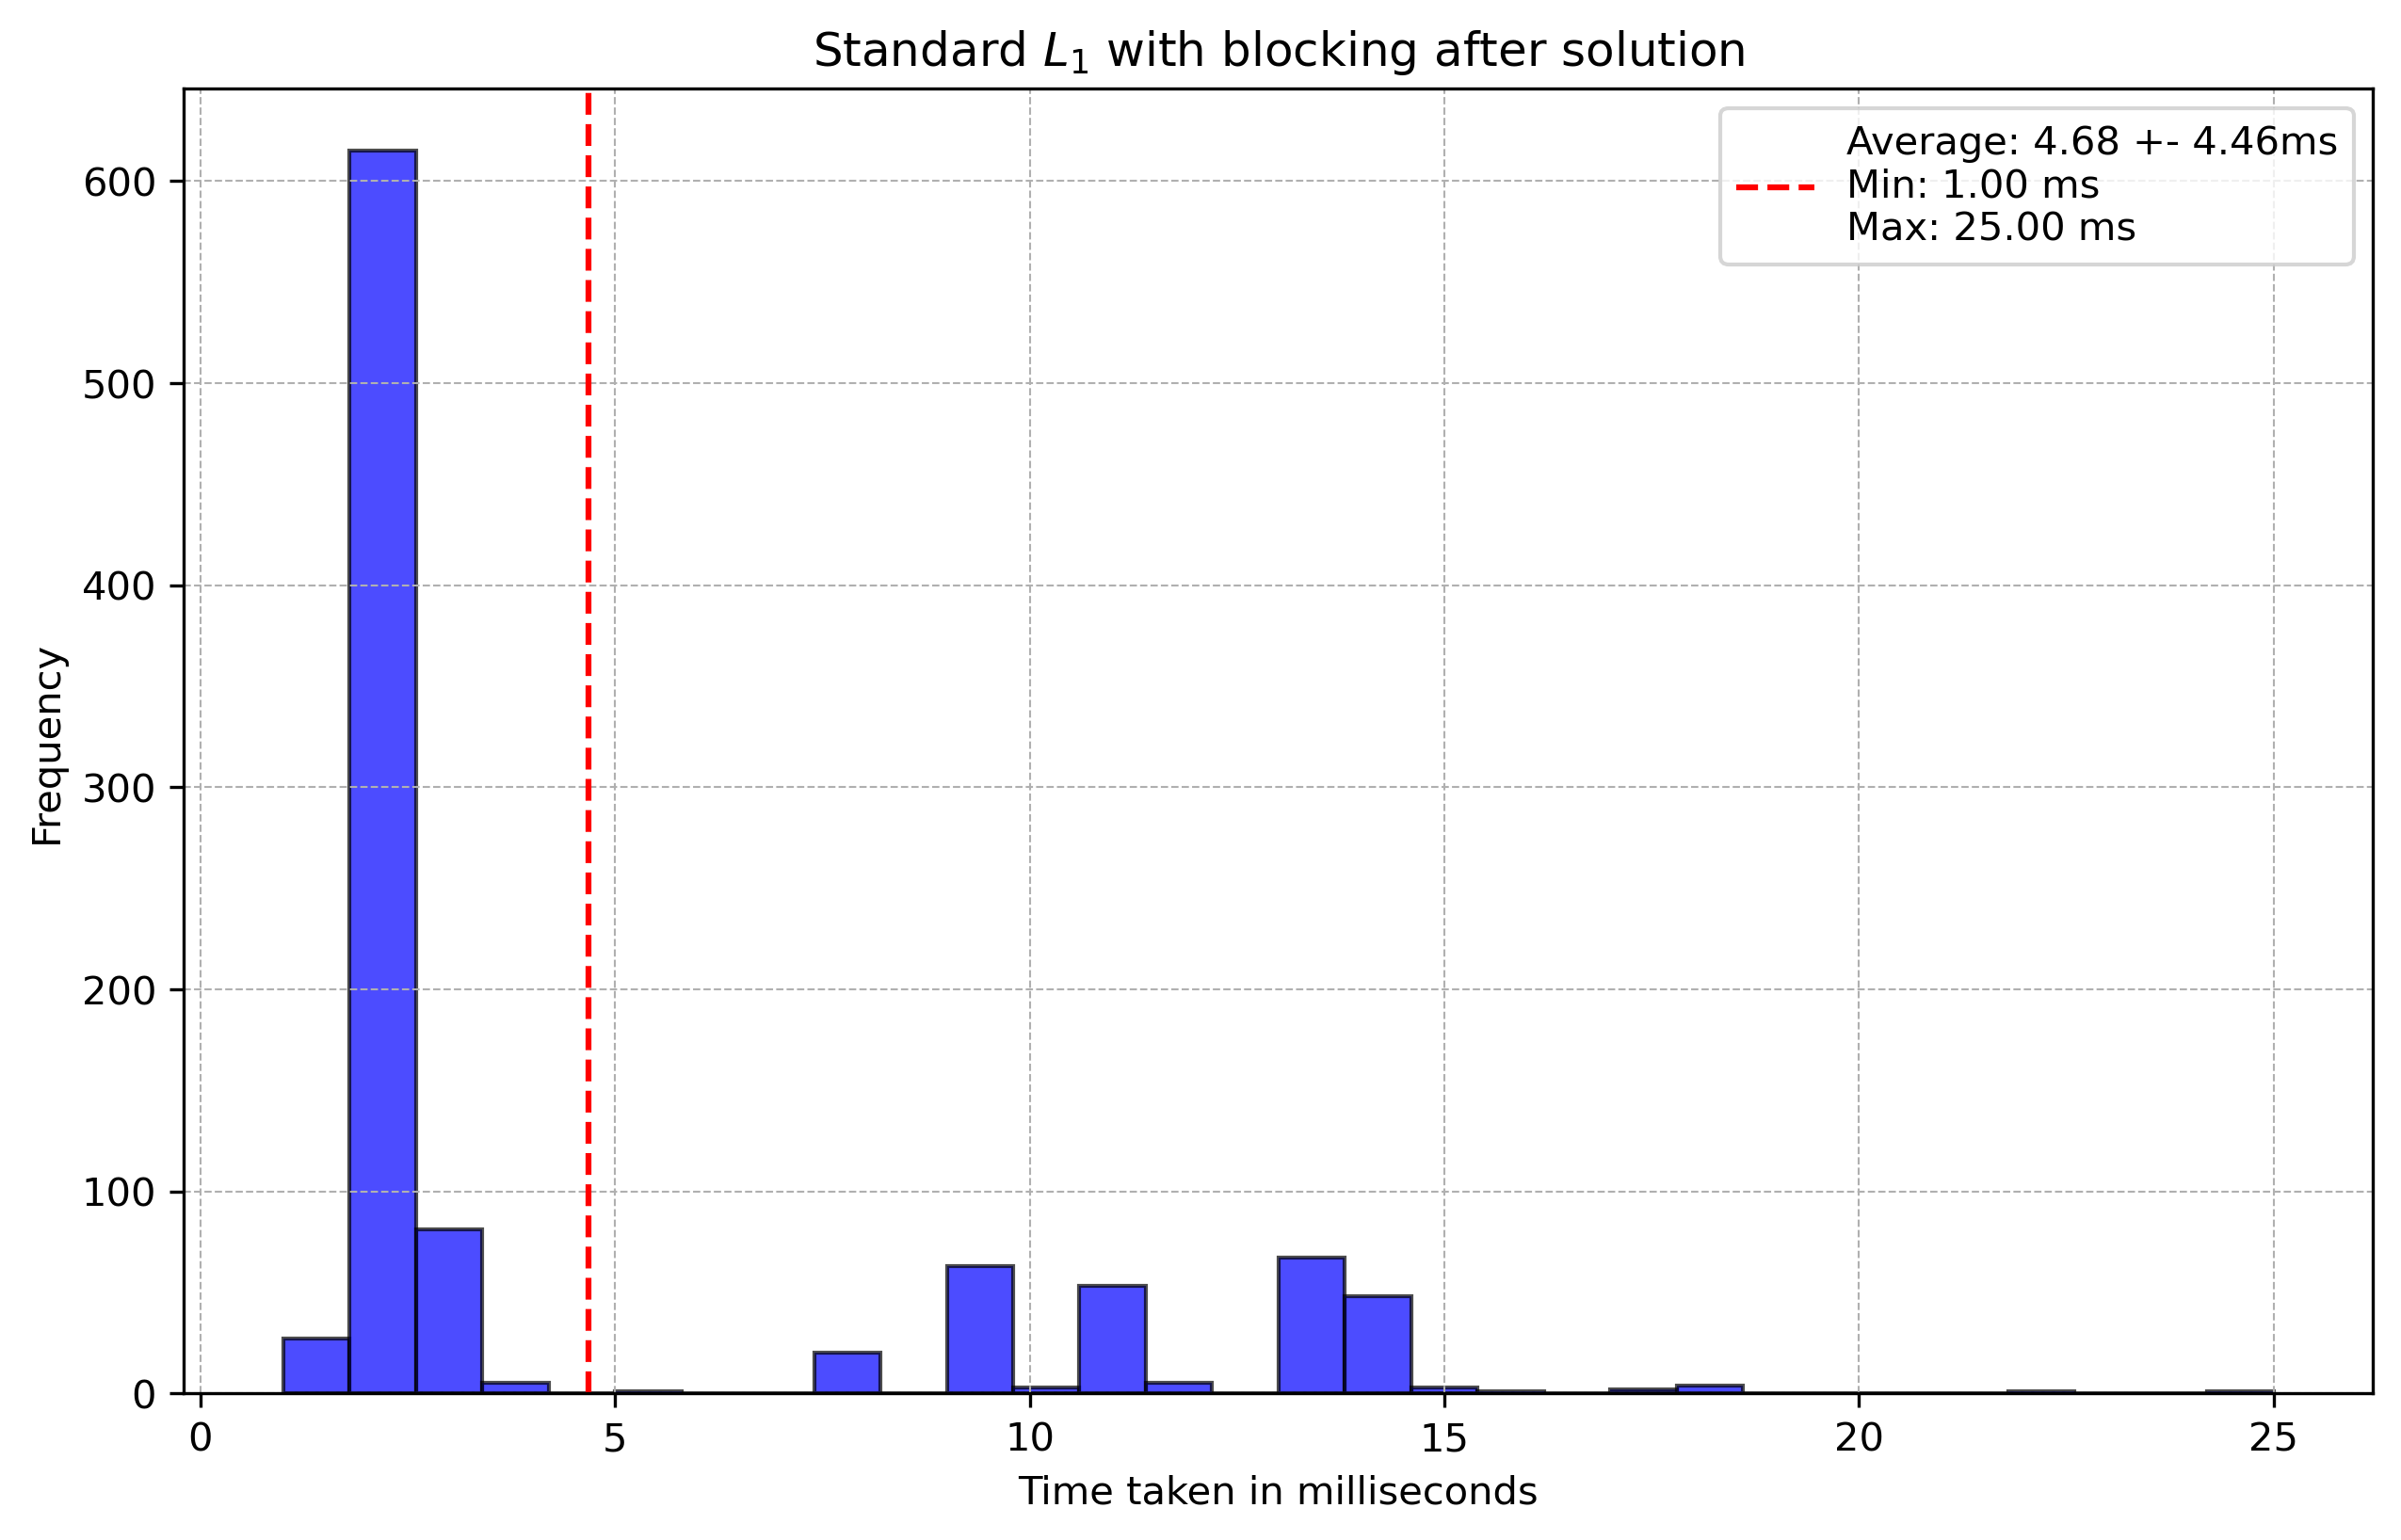 Standard L₁ with blocking after solution
Average: 4.68 +- 4.46ms
Min: 1.00 ms
Max: 25.00 ms
600
500
400
300
200
100
0
Frequency
0 5 10 15 20 25
Time taken in milliseconds